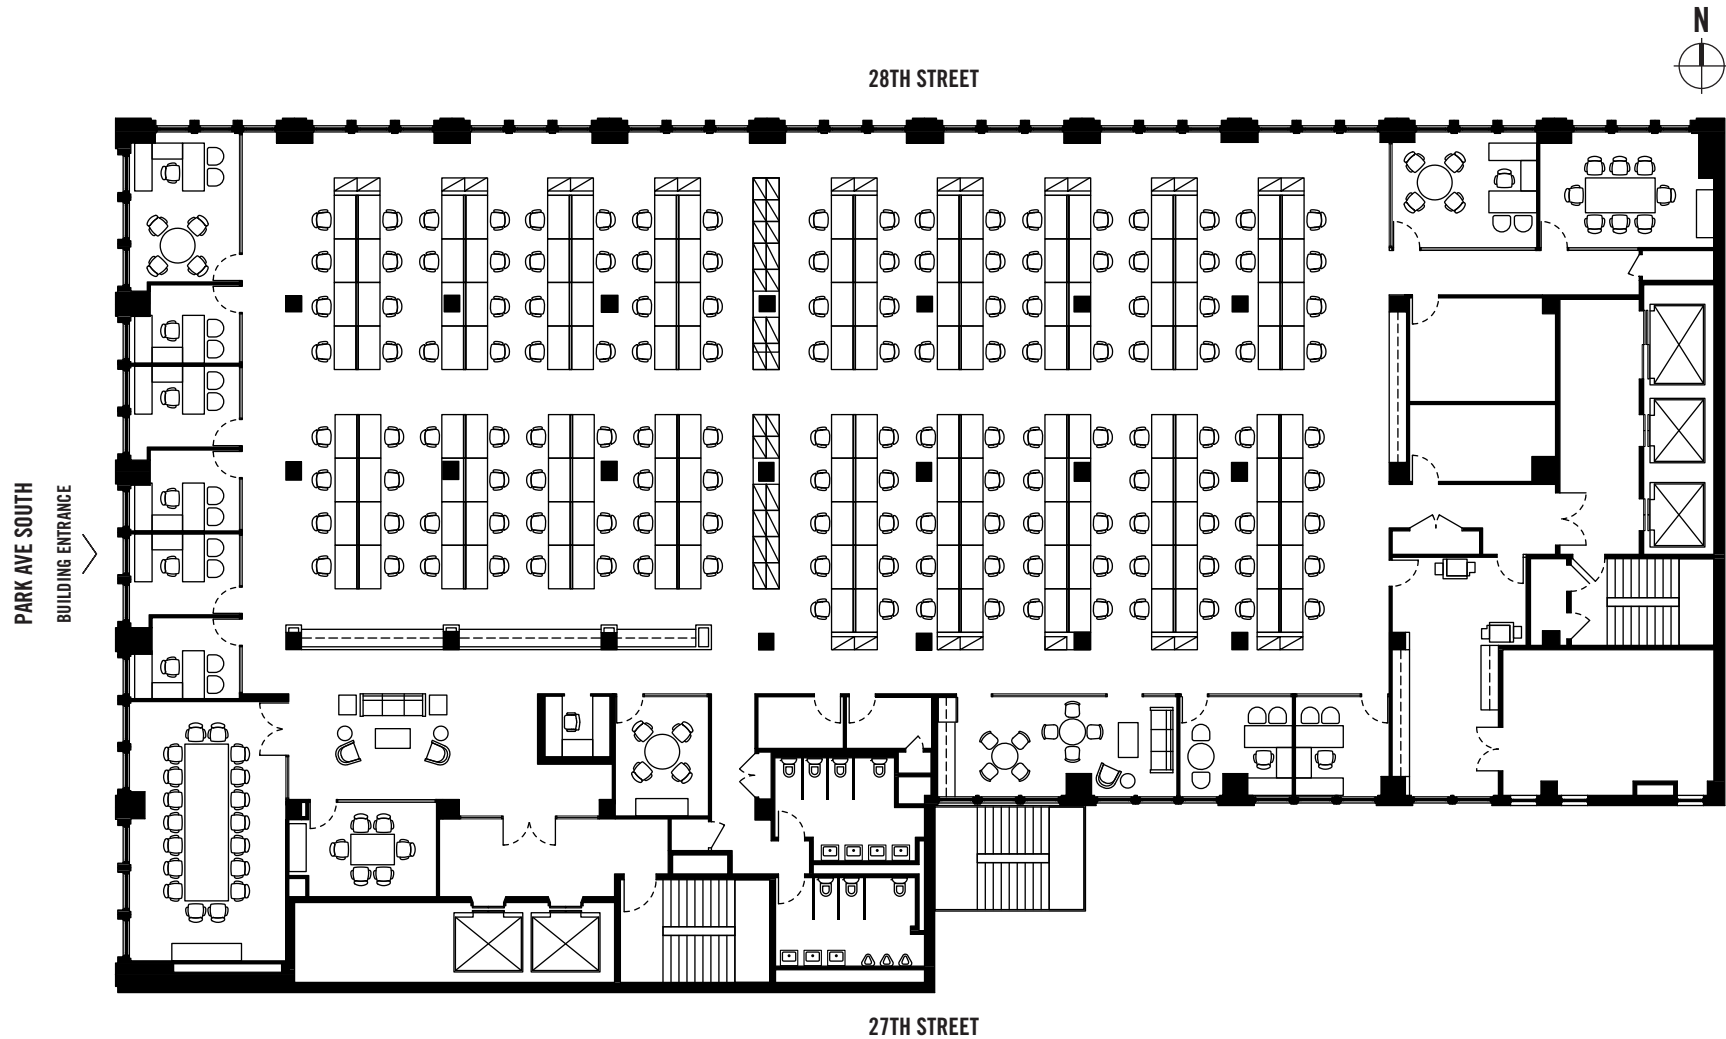 N
28TH STREET
PARK AVE SOUTH
BUILDING ENTRANCE
27TH STREET